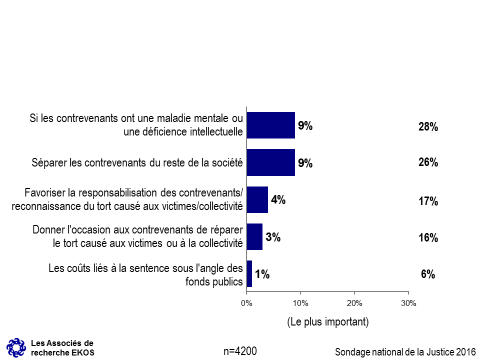 Si les contrevenants ont une maladie mentale ou
une déficience intellectuelle
9%
28%
Séparer les contrevenants du reste de la société
9%
26%
Favoriser la responsabilisation des contrevenants/
reconnaissance du tort causé aux victimes/collectivité
4%
17%
Donner l'occasion aux contrevenants de réparer
le tort causé aux victimes ou à la collectivité
3%
16%
Les coûts liés à la sentence sous l'angle des
fonds publics
1%
6%
0% 10% 20% 30%
(Le plus important)
Les Associés de
recherche EKOS
n=4200
Sondage national de la Justice 2016